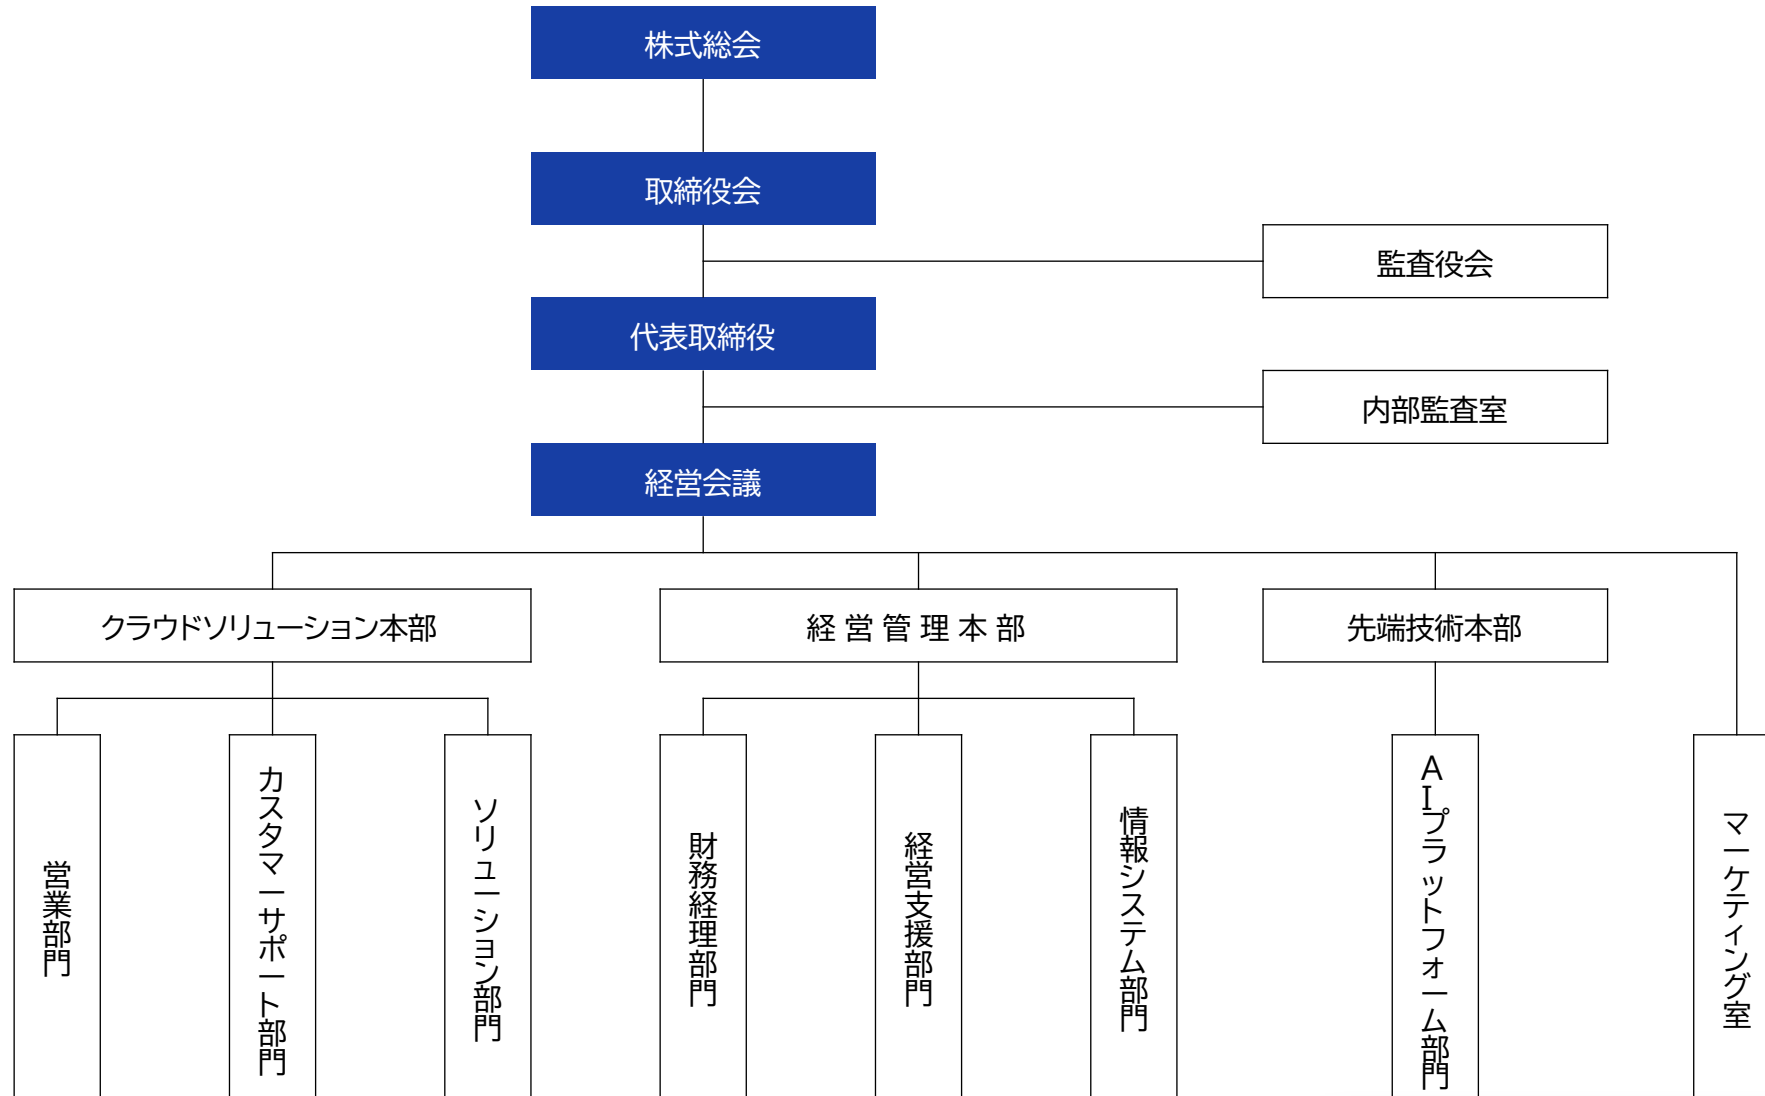 株式総会
取締役会
監査役会
代表取締役
内部監査室
経営会議
クラウドソリューション本部
経 営 管 理 本 部
先端技術本部
営業部門
カスタマーサポート部門
ソリューション部門
財務経理部門
経営支援部門
情報システム部門
AIプラットフォーム部門
マーケティング室